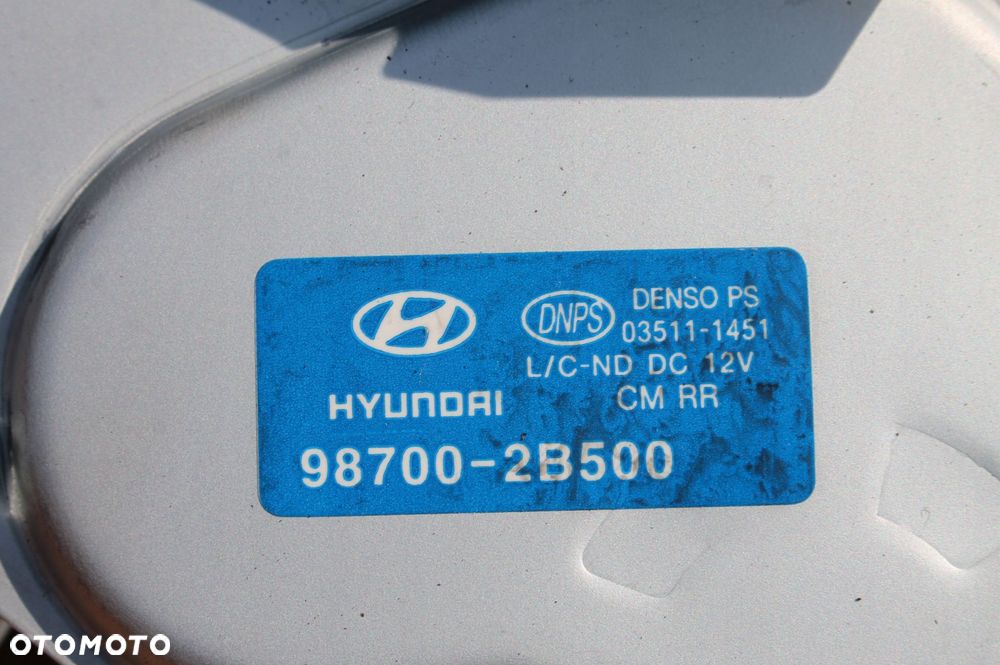 DNPS
DENSO PS
03511-1451
L/C-ND DC 12V
HYUNDAI
CM RR
98700-2B500
OTOMOTO